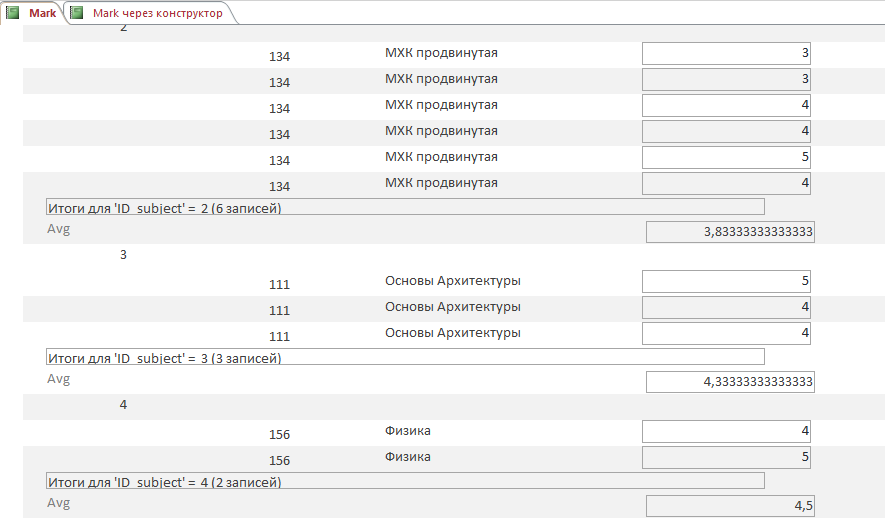 Mark Mark через конструктор
2
134 МХК продвинутая 3
134 МХК продвинутая 3
134 МХК продвинутая 4
134 МХК продвинутая 4
134 МХК продвинутая 5
134 МХК продвинутая 4
Итоги для 'ID_subject' = 2 (6 записей)
Avg 3,83333333333333
3
111 Основы Архитектуры 5
111 Основы Архитектуры 4
111 Основы Архитектуры 4
Итоги для 'ID_subject' = 3 (3 записей)
Avg 4,33333333333333
4
156 Физика 4
156 Физика 5
Итоги для 'ID_subject' = 4 (2 записей)
Avg 4,5